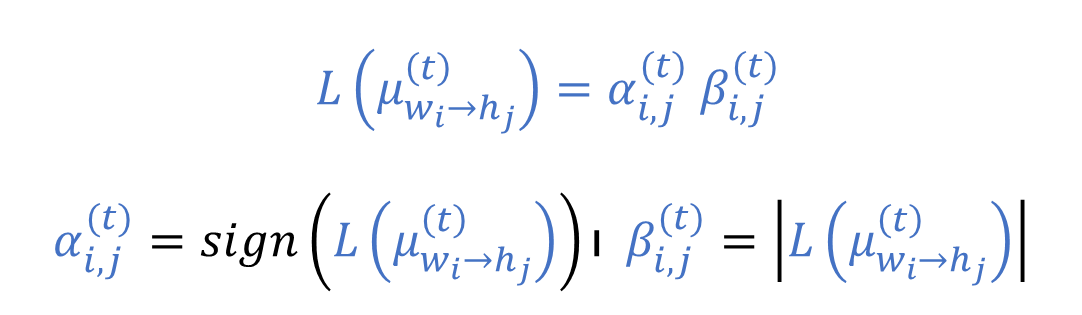 L(μ_{w_i→h_j}^{(t)}) = α_{i,j}^{(t)} β_{i,j}^{(t)}
α_{i,j}^{(t)} = sign(L(μ_{w_i→h_j}^{(t)})) ו β_{i,j}^{(t)} = |L(μ_{w_i→h_j}^{(t)})|